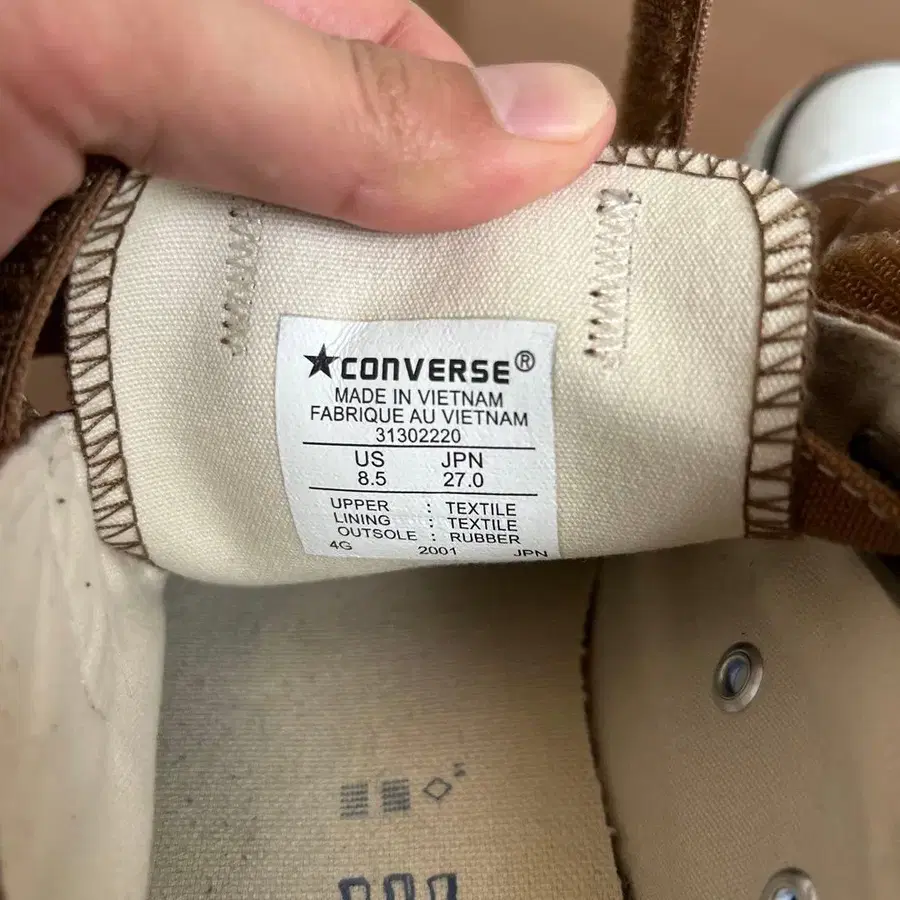 ★CONVERSE®
MADE IN VIETNAM
FABRIQUE AU VIETNAM
31302220
US JPN
8.5 27.0
UPPER : TEXTILE
LINING : TEXTILE
OUTSOLE : RUBBER
4G 2001 JPN